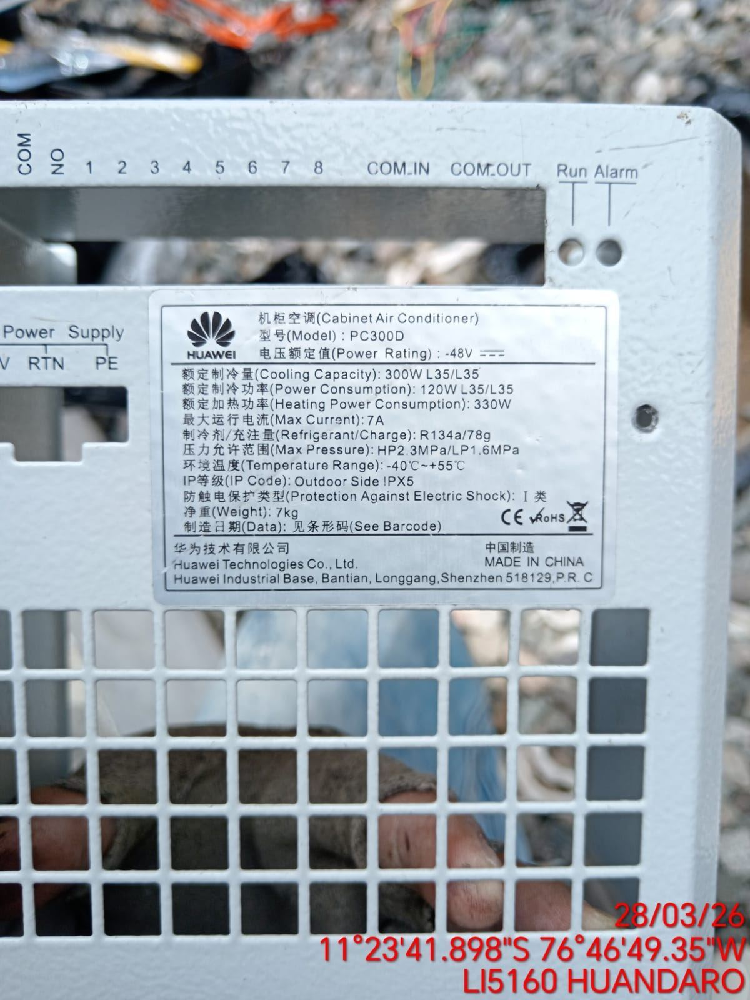 COM NO 1 2 3 4 5 6 7 8 COM_IN COM_OUT Run Alarm
Power Supply
V RTN PE
HUAWEI
机柜空调(Cabinet Air Conditioner)
型号(Model) : PC300D
电压额定值(Power Rating) : -48V
额定制冷量(Cooling Capacity): 300W L35/L35
额定制冷功率(Power Consumption): 120W L35/L35
额定加热功率(Heating Power Consumption): 330W
最大运行电流(Max Current): 7A
制冷剂/充注量(Refrigerant/Charge): R134a/78g
压力允许范围(Max Pressure): HP2.3MPa/LP1.6MPa
环境温度(Temperature Range): -40℃~+55℃
IP等级(IP Code): Outdoor Side IPX5
防触电保护类型(Protection Against Electric Shock): I 类
净重(Weight): 7kg
制造日期(Data): 见条形码(See Barcode)
CE RoHS
华为技术有限公司
中国制造
Huawei Technologies Co., Ltd.
MADE IN CHINA
Huawei Industrial Base, Bantian, Longgang, Shenzhen 518129, P.R. C
28/03/26
11°23'41.898"S 76°46'49.35"W
LI5160 HUANDARO